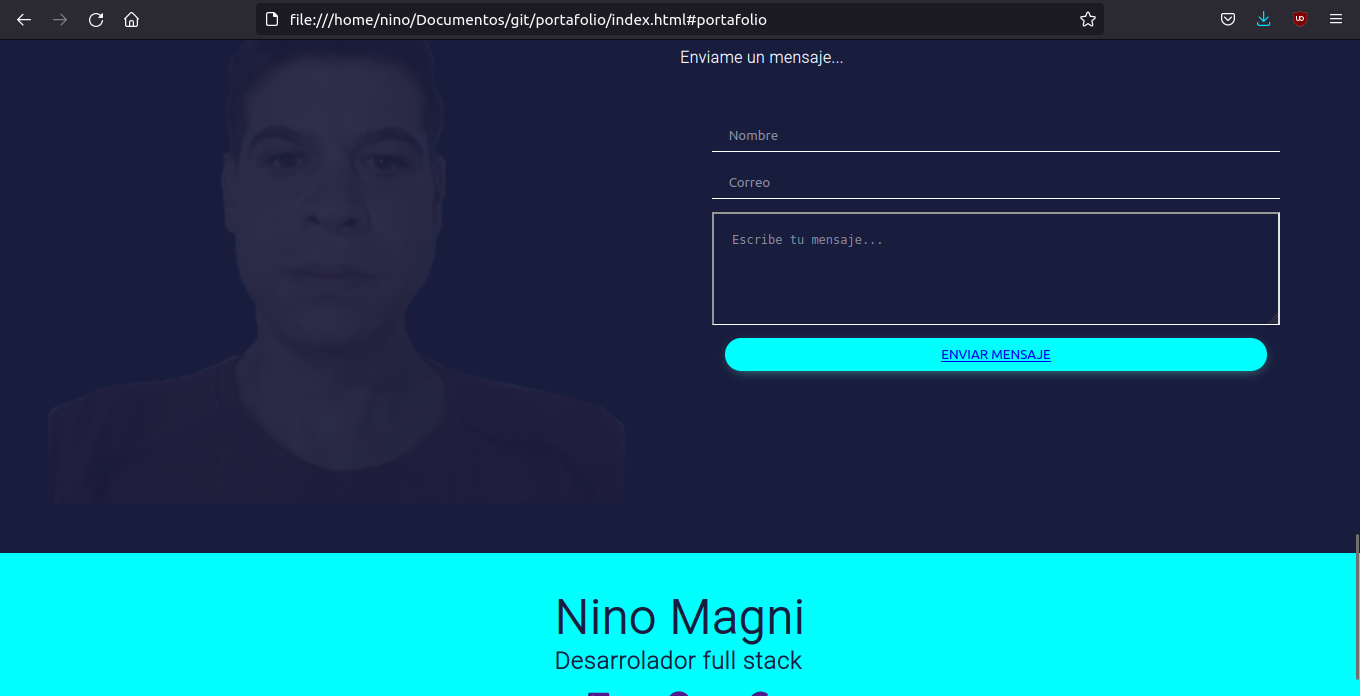 file:///home/nino/Documentos/git/portafolio/index.html#portafolio
Enviame un mensaje...
Nombre
Correo
Escribe tu mensaje...
ENVIAR MENSAJE
Nino Magni
Desarrolador full stack